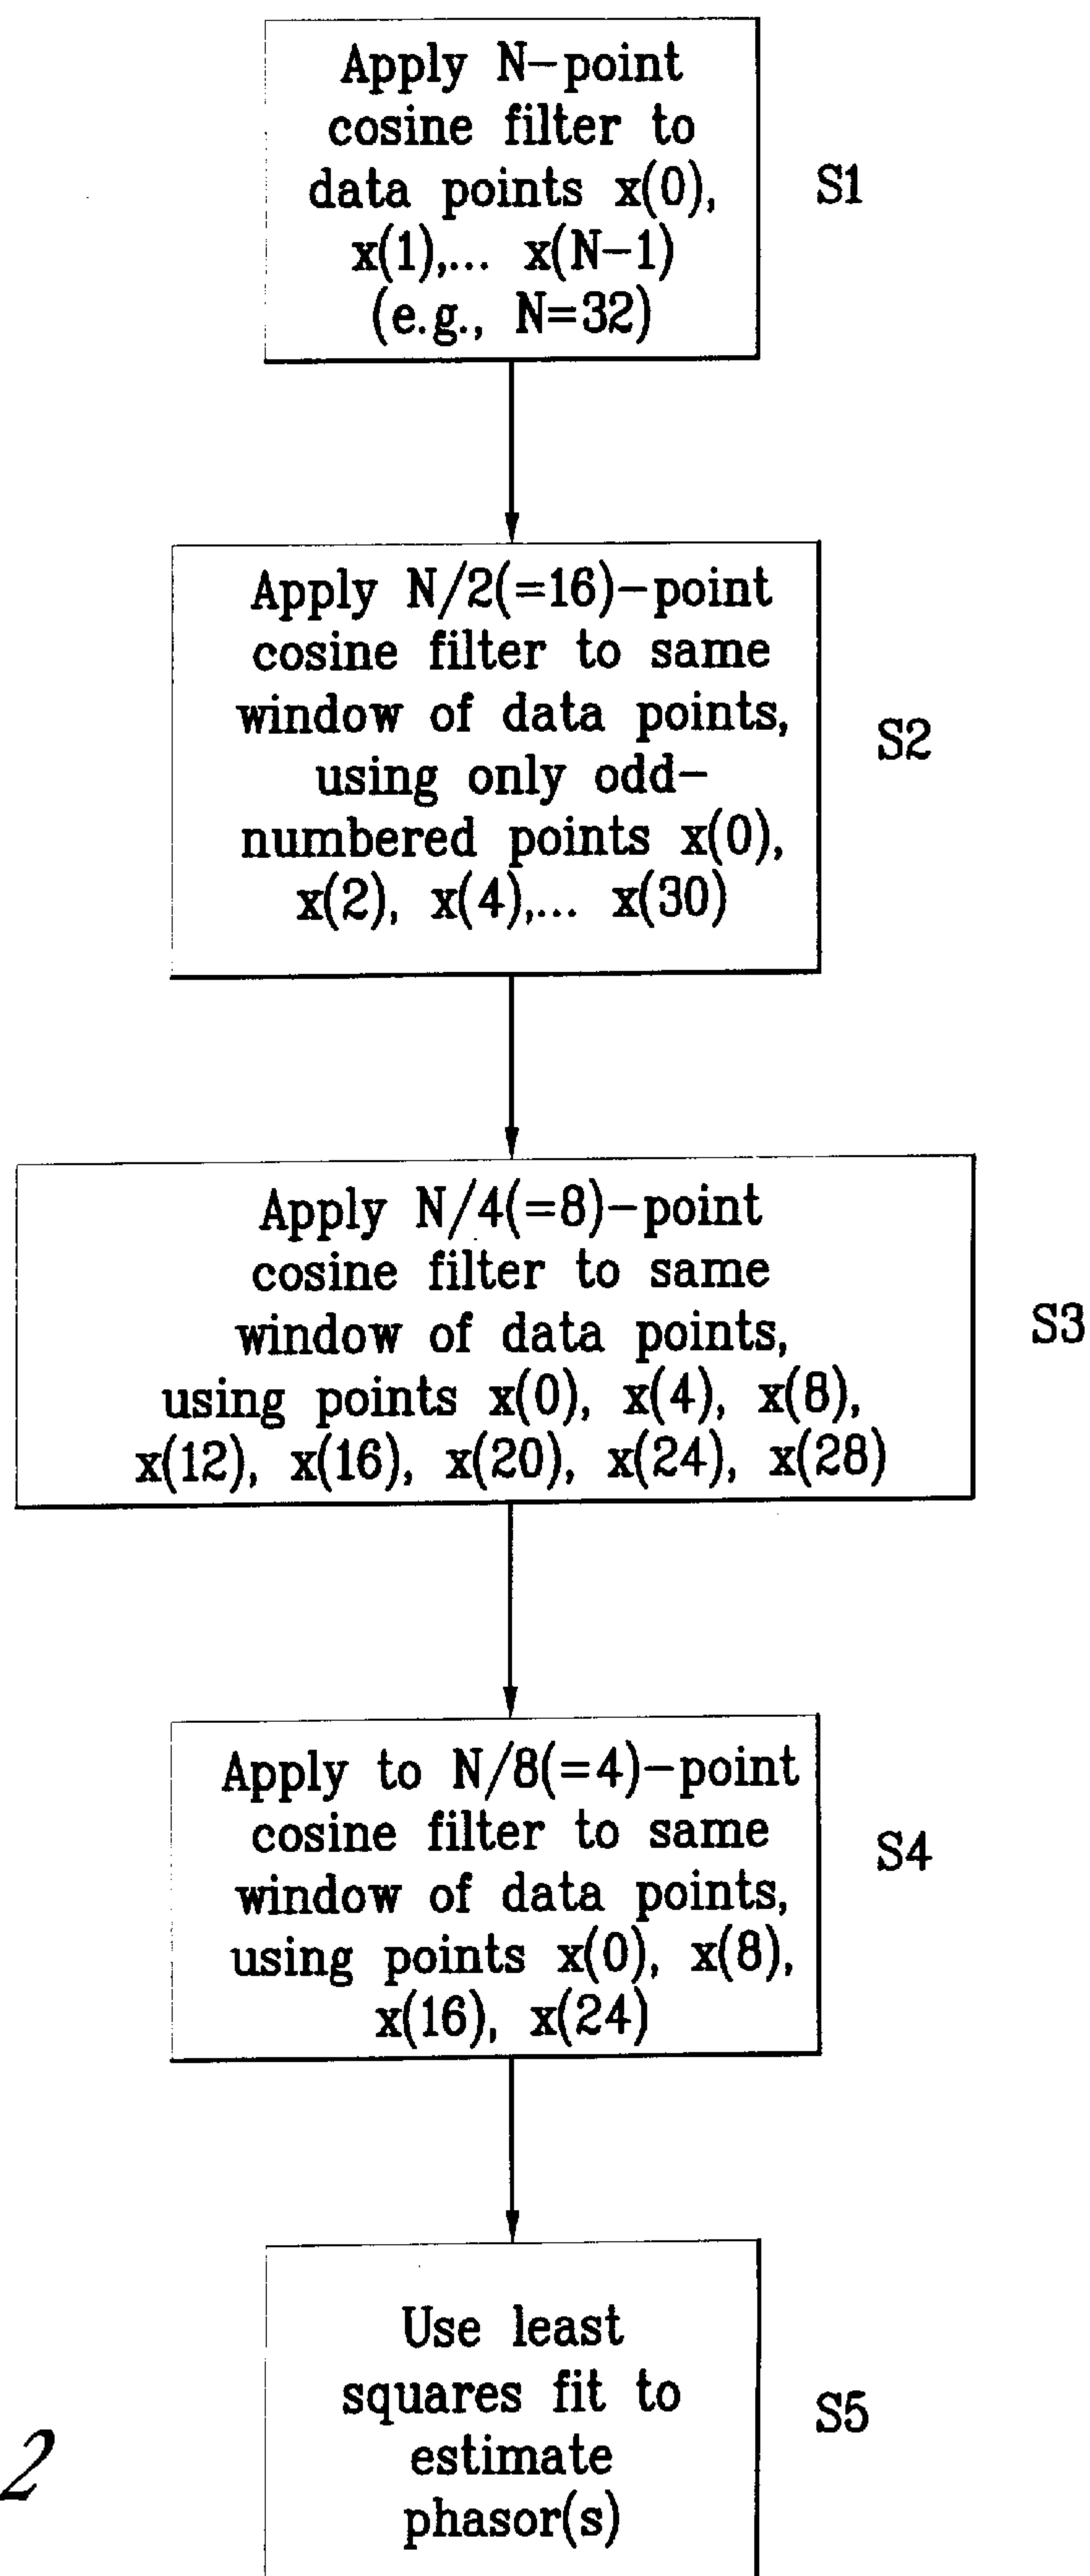 Apply N-point
cosine filter to
data points x(0),
x(1),... x(N-1)
(e.g., N=32)
S1
Apply N/2(=16)-point
cosine filter to same
window of data points,
using only odd-
numbered points x(0),
x(2), x(4),... x(30)
S2
Apply N/4(=8)-point
cosine filter to same
window of data points,
using points x(0), x(4), x(8),
x(12), x(16), x(20), x(24), x(28)
S3
Apply to N/8(=4)-point
cosine filter to same
window of data points,
using points x(0), x(8),
x(16), x(24)
S4
Use least
squares fit to
estimate
phasor(s)
S5
2